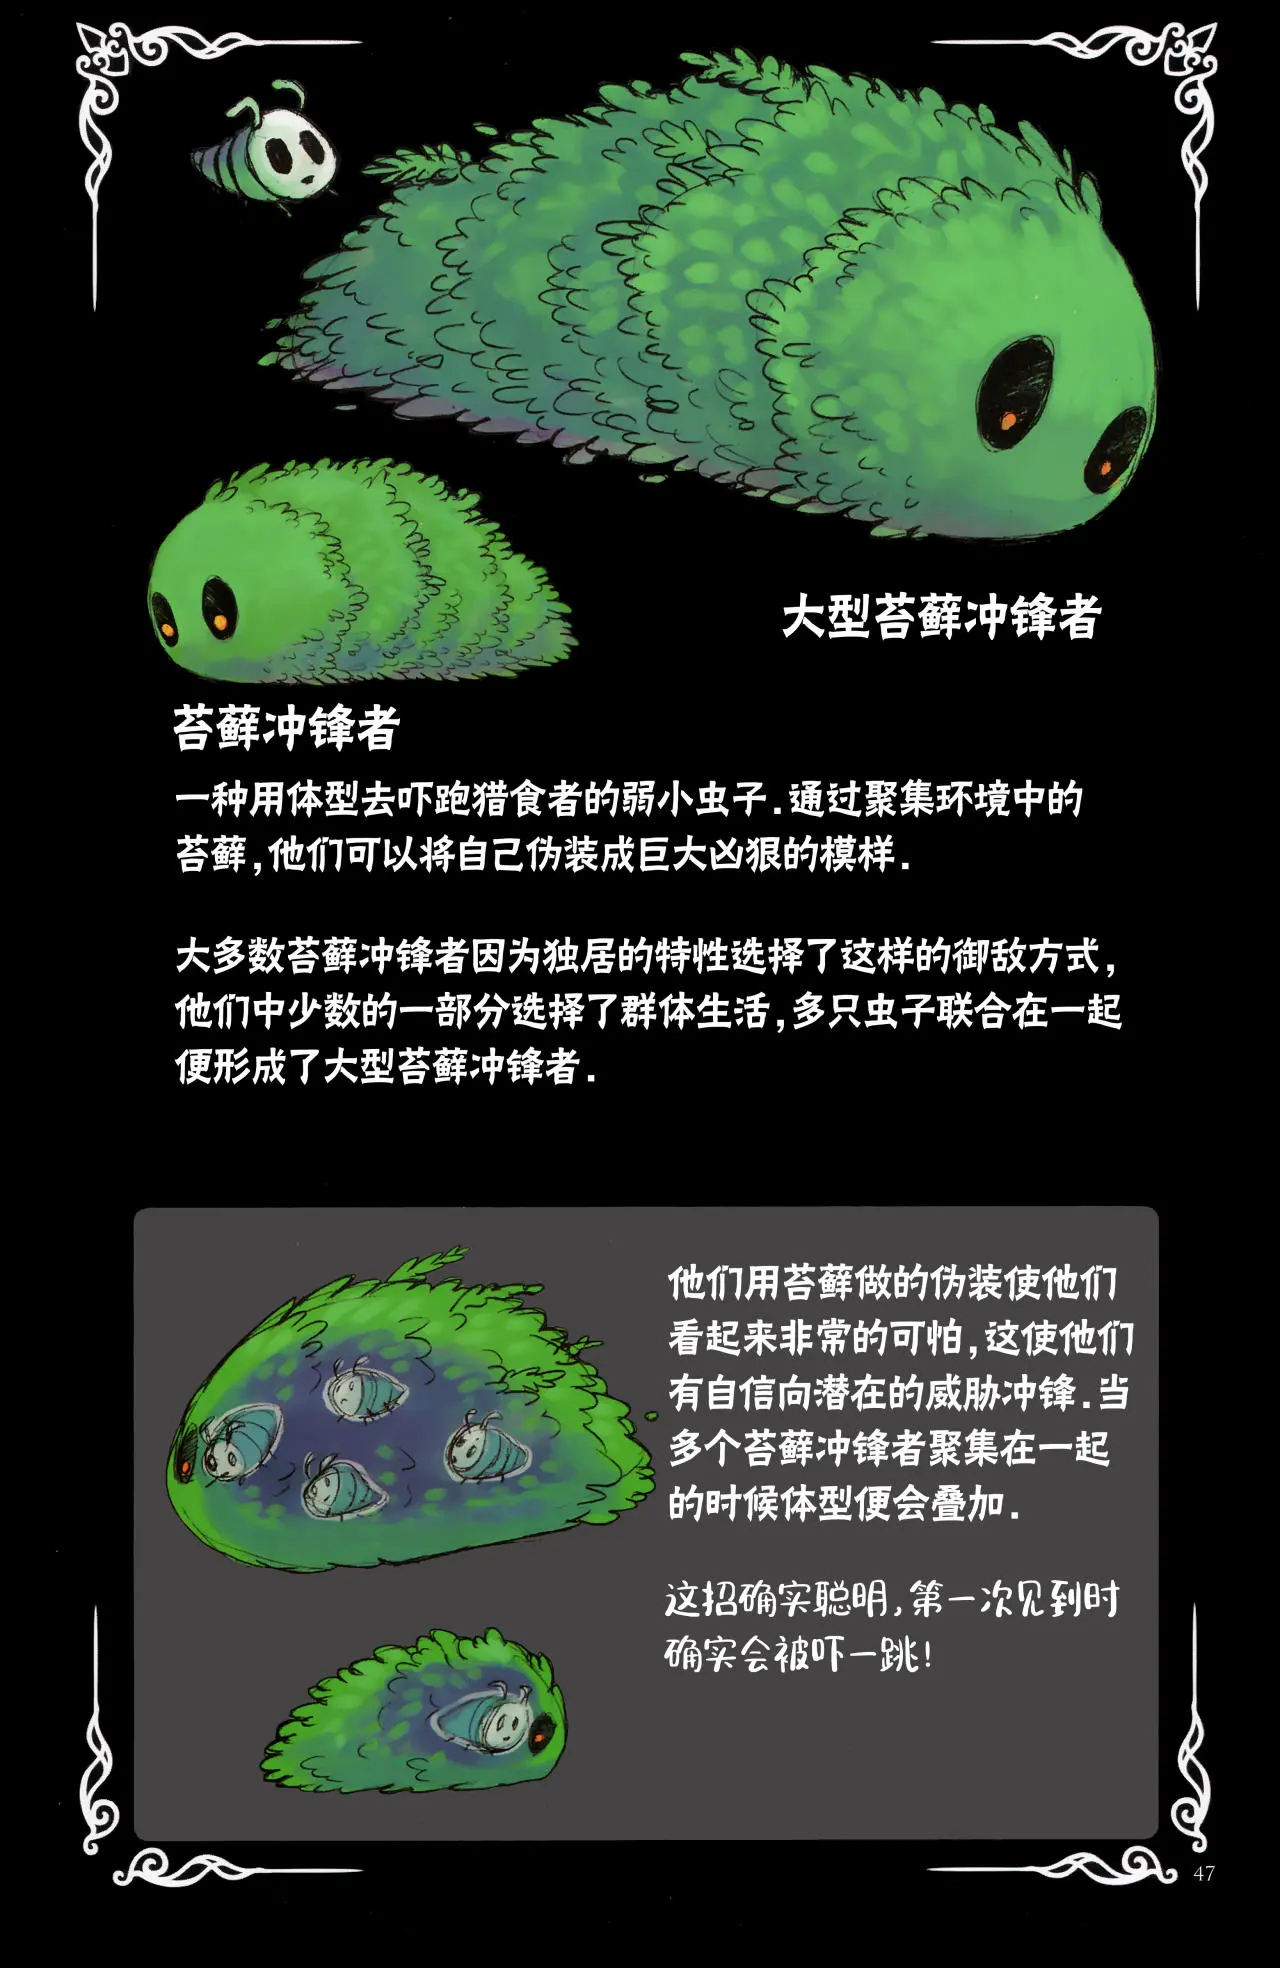 大型苔藓冲锋者
苔藓冲锋者
一种用体型去吓跑猎食者的弱小虫子.通过聚集环境中的
苔藓,他们可以将自己伪装成巨大凶狠的模样.
大多数苔藓冲锋者因为独居的特性选择了这样的御敌方式,
他们中少数的一部分选择了群体生活,多只虫子联合在一起
便形成了大型苔藓冲锋者.
他们用苔藓做的伪装使他们
看起来非常的可怕,这使他们
有自信向潜在的威胁冲锋.当
多个苔藓冲锋者聚集在一起
的时候体型便会叠加.
这招确实聪明,第一次见到时
确实会被吓一跳!
47